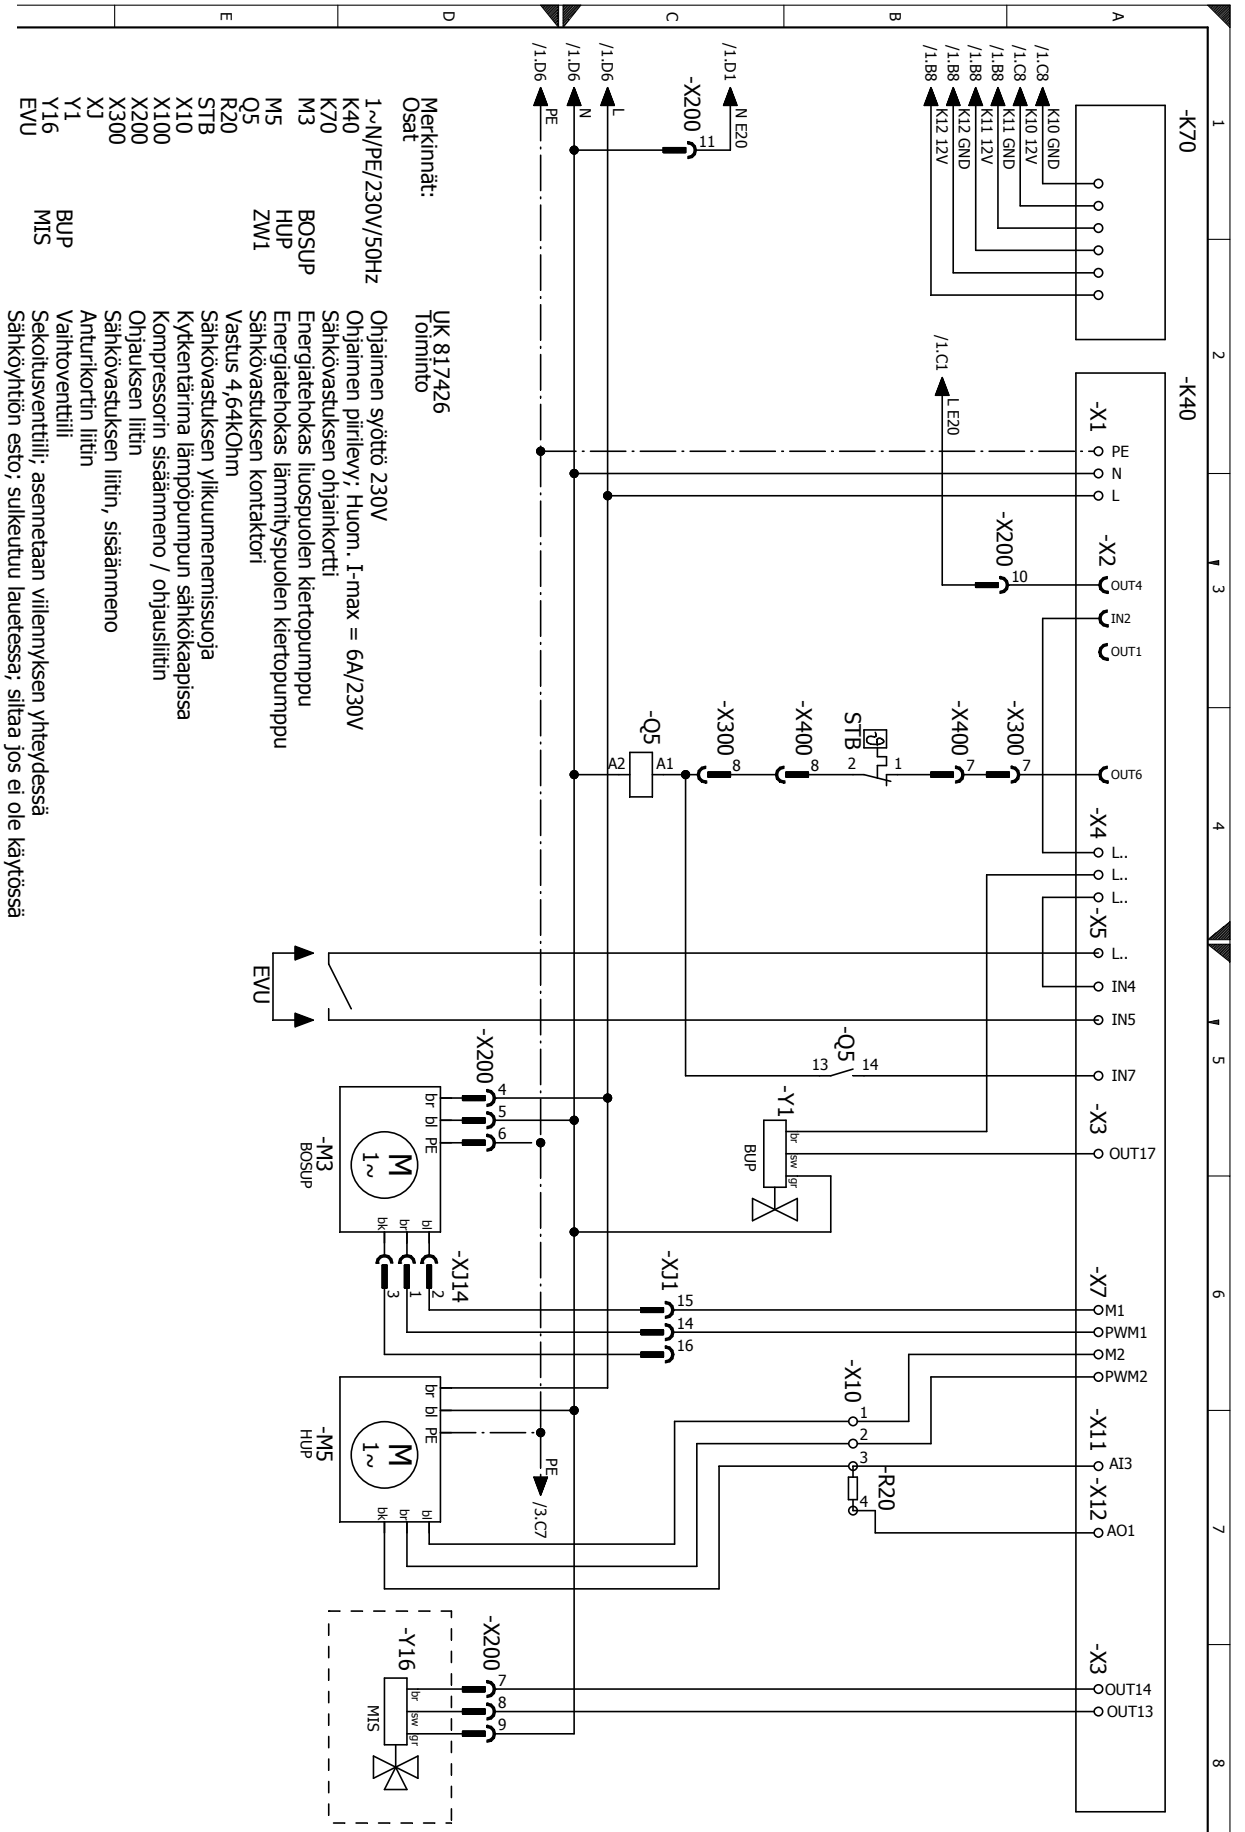 1
2
3
4
5
6
7
8
A
B
C
D
E
-K70
K10 GND
K10 12V
K11 GND
K11 12V
K12 GND
K12 12V
/1.C8
/1.C8
/1.B8
/1.B8
/1.B8
/1.B8
-K40
-X1
PE
N
L
-X2
OUT4
IN2
OUT1
OUT6
-X4
L..
L..
L..
-X5
L..
IN4
IN5
IN7
-X3
OUT17
-X7
M1
PWM1
M2
PWM2
-X11
AI3
-X12
AO1
-X3
OUT14
OUT13
/1.C1
L E20
-X200
10
/1.D1
N E20
-X200
11
-X300
7
-X400
7
STB
1
2
-X400
8
-X300
8
-Q5
A1
A2
-Q5
13
14
-Y1
br
sw
gr
BUP
-X10
1
2
3
4
-R20
-XJ1
15
14
16
/1.D6
L
/1.D6
N
/1.D6
PE
PE
/3.C7
EVU
-X200
4
5
6
br
bl
PE
M
1~
-M3
BOSUP
bl
br
bk
-XJ14
2
1
3
br
bl
PE
M
1~
-M5
HUP
bl
br
bk
-X200
7
8
9
-Y16
br
sw
gr
MIS
Merkinnät: UK 817426
Osat Toiminto
1~N/PE/230V/50Hz Ohjaimen syöttö 230V
K40 Ohjaimen piirilevy; Huom. I-max = 6A/230V
K70 Sähkövastuksen ohjainkortti
M3 BOSUP Energiatehokas liuospuolen kiertopumppu
M5 HUP Energiatehokas lämmityspuolen kiertopumppu
Q5 ZW1 Sähkövastuksen kontaktori
R20 Vastus 4,64kOhm
STB Sähkövastuksen ylikuumenemissuoja
X10 Kytkentärima lämpöpumpun sähkökaapissa
X100 Kompressorin sisäänmeno / ohjausliitin
X200 Ohjauksen liitin
X300 Sähkövastuksen liitin, sisäänmeno
XJ Anturikortin liitin
Y1 BUP Vaihtoventtiili
Y16 MIS Sekoitusventtiili; asennetaan viilennyksen yhteydessä
EVU Sähköyhtiön esto; sulkeutuu lauetessa; siltaa jos ei ole käytössä